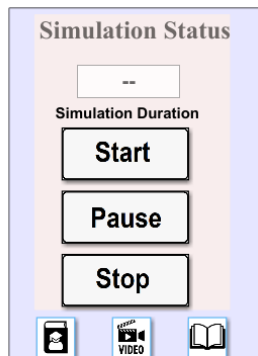 Simulation Status
--
Simulation Duration
Start
Pause
Stop
VIDEO